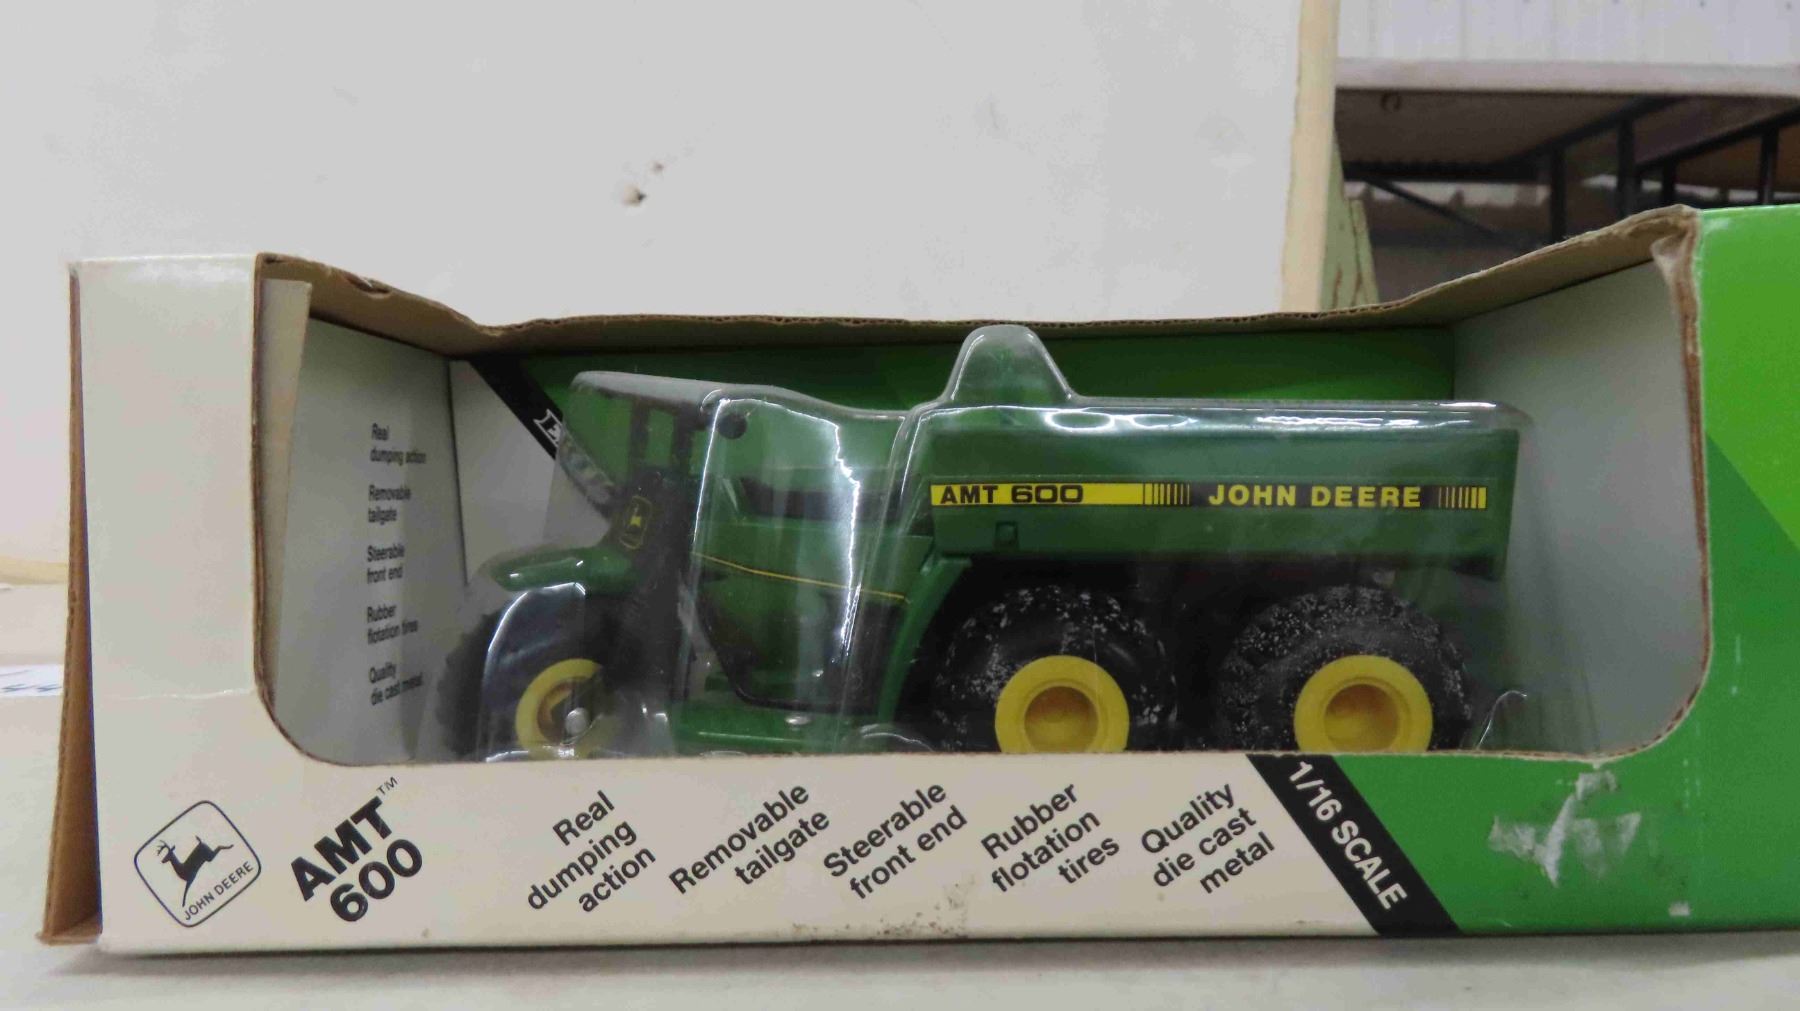 Real
dumping action
Removable
tailgate
Steerable
front end
Rubber
flotation tires
Quality
die cast metal
ERTL
AMT 600 JOHN DEERE
JOHN DEERE
AMT™
600
Real
dumping
action
Removable
tailgate
Steerable
front end
Rubber
flotation
tires
Quality
die cast
metal
1/16 SCALE